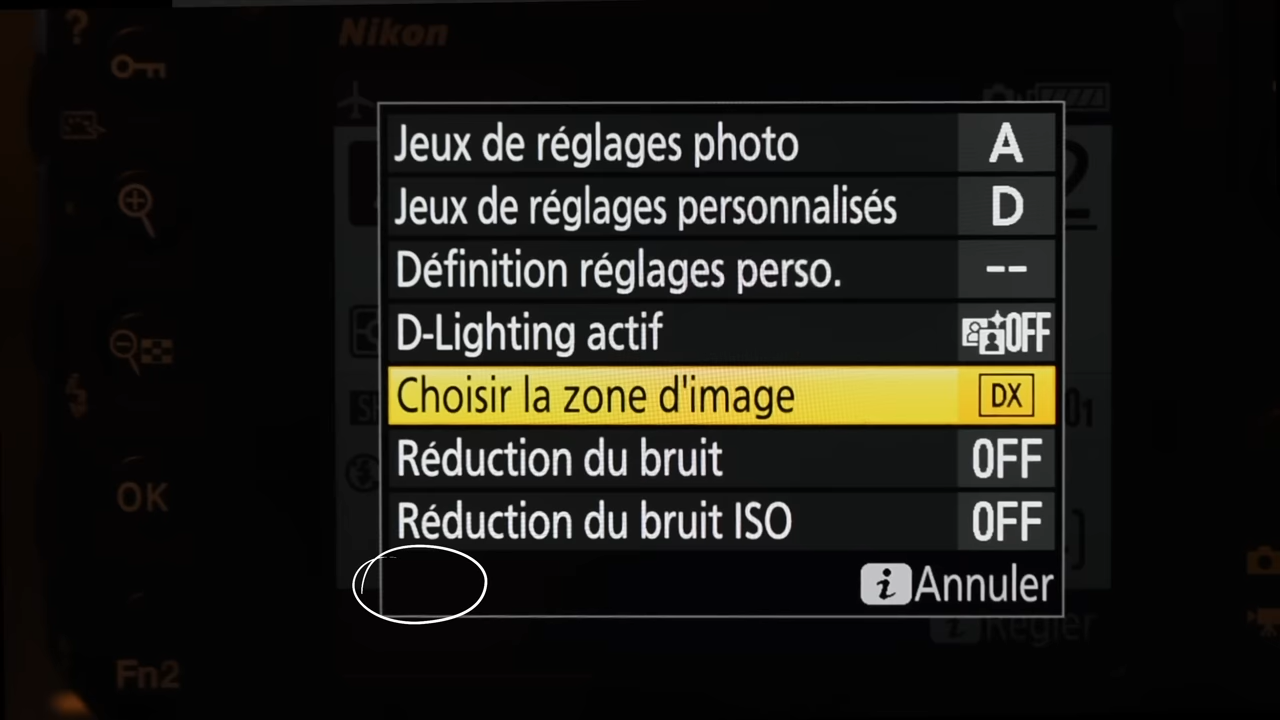 ?
Nikon
Jeux de réglages photo A
Jeux de réglages personnalisés D
Définition réglages perso. --
D-Lighting actif OFF
Choisir la zone d'image DX
Réduction du bruit OFF
Réduction du bruit ISO OFF
i Annuler
i Régler
OK
Fn2